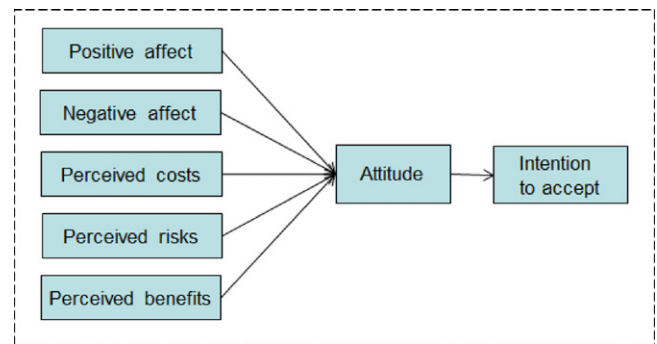 Positive affect
Negative affect
Perceived costs
Perceived risks
Perceived benefits
Attitude
Intention
to accept